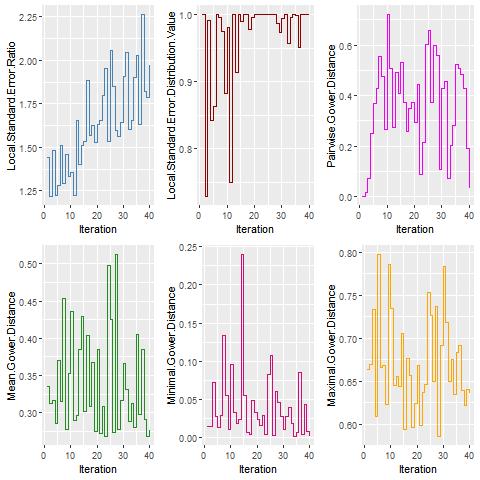 Local.Standard.Error.Ratio
2.25
2.00
1.75
1.50
1.25
0 10 20 30 40
Iteration
Local.Standard.Error.Distribution.Value
1.0
0.9
0.8
0 10 20 30 40
Iteration
Pairwise.Gower.Distance
0.6
0.4
0.2
0.0
0 10 20 30 40
Iteration
Mean.Gower.Distance
0.50
0.45
0.40
0.35
0.30
0 10 20 30 40
Iteration
Minimal.Gower.Distance
0.25
0.20
0.15
0.10
0.05
0.00
0 10 20 30 40
Iteration
Maximal.Gower.Distance
0.80
0.75
0.70
0.65
0.60
0 10 20 30 40
Iteration